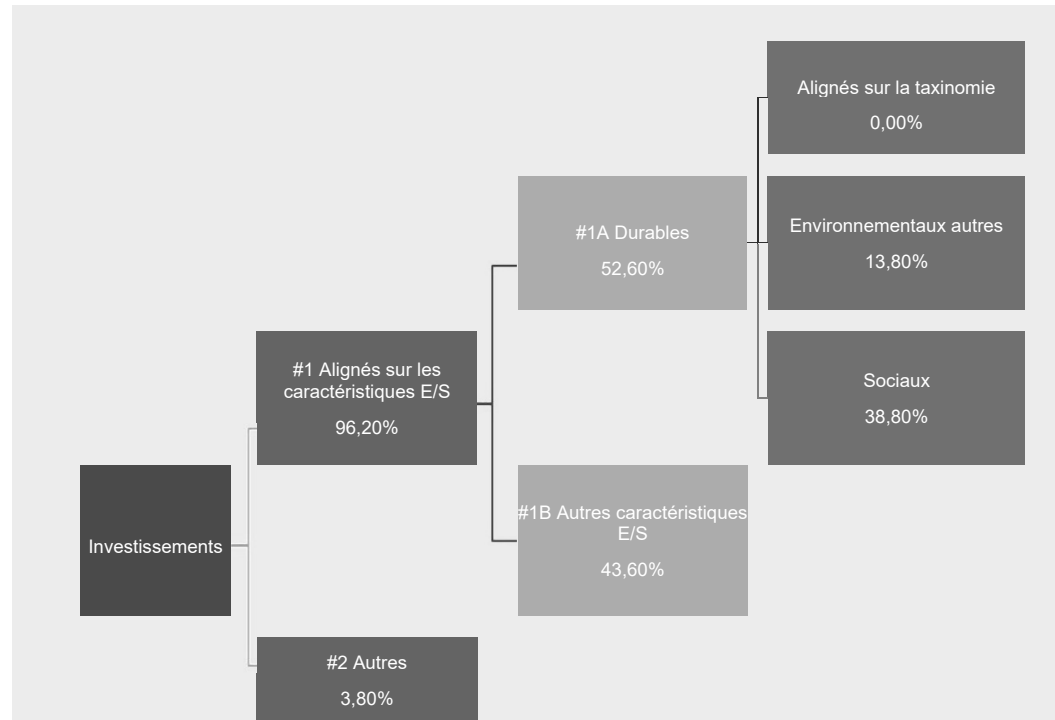 Alignés sur la taxinomie
0,00%
#1A Durables
52,60%
Environnementaux autres
13,80%
#1 Alignés sur les
caractéristiques E/S
96,20%
Sociaux
38,80%
Investissements
#1B Autres caractéristiques
E/S
43,60%
#2 Autres
3,80%